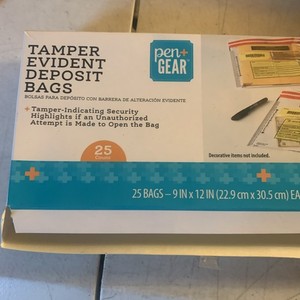 TAMPER
EVIDENT
DEPOSIT
BAGS
pen+
GEAR
BOLSAS PARA DEPÓSITO CON BARRERA DE ALTERACIÓN EVIDENTE
Tamper-Indicating Security
Highlights if an Unauthorized
Attempt is Made to Open the Bag
25
Decorative items not included.
25 BAGS – 9 IN x 12 IN (22.9 cm x 30.5 cm) EA